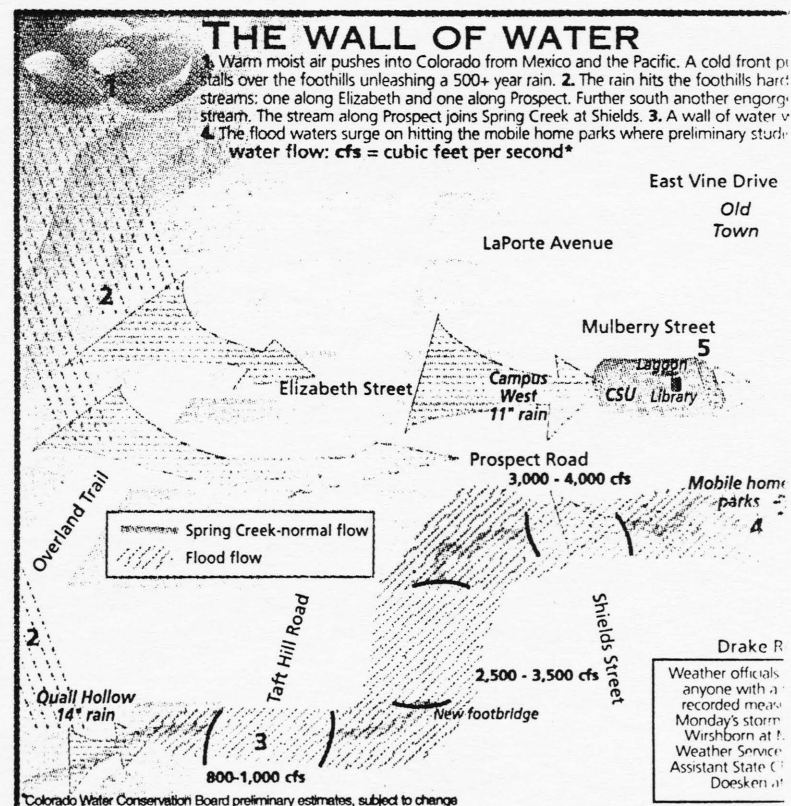 THE WALL OF WATER
1. Warm moist air pushes into Colorado from Mexico and the Pacific. A cold front
stalls over the foothills unleashing a 500+ year rain. 2. The rain hits the foothills hard
streams: one along Elizabeth and one along Prospect. Further south another
stream. The stream along Prospect joins Spring Creek at Shields. 3. A wall of water
4. The flood waters surge on hitting the mobile home parks where preliminary
water flow: cfs = cubic feet per second*
1
East Vine Drive
Old
Town
LaPorte Avenue
2
Mulberry Street
5
Lagoon
Elizabeth Street
Campus
West
11" rain
CSU Library
Prospect Road
3,000 - 4,000 cfs
Mobile home
parks
4
Overland Trail
Spring Creek-normal flow
Flood flow
Taft Hill Road
Shields Street
2
Drake R
2,500 - 3,500 cfs
Quail Hollow
14" rain
New footbridge
3
800-1,000 cfs
Weather officials
anyone with a
recorded
Monday's storm
Wirshborn at
Weather Service
Assistant State
Doesken at
*Colorado Water Conservation Board preliminary estimates, subject to change